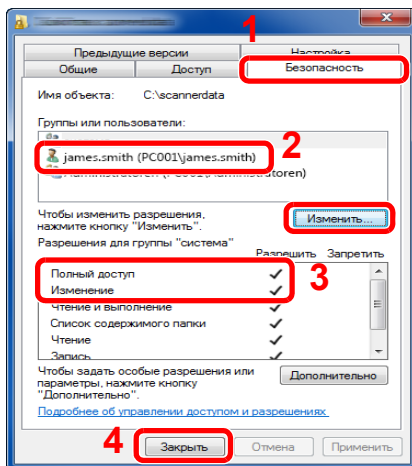 1
Предыдущие версии
Настройка
Общие
Доступ
Безопасность
Имя объекта: C:\scannerdata
Группы или пользователи:
james.smith (PC001\james.smith)
2
Чтобы изменить разрешения,
нажмите кнопку "Изменить".
Изменить...
Разрешения для группы "система"
Разрешить Запретить
Полный доступ
3
Изменение
Чтение и выполнение
Список содержимого папки
Чтение
Запись
Чтобы задать особые разрешения или
параметры, нажмите кнопку
"Дополнительно".
Дополнительно
Подробнее об управлении доступом и разрешениях
4
Закрыть
Отмена
Применить